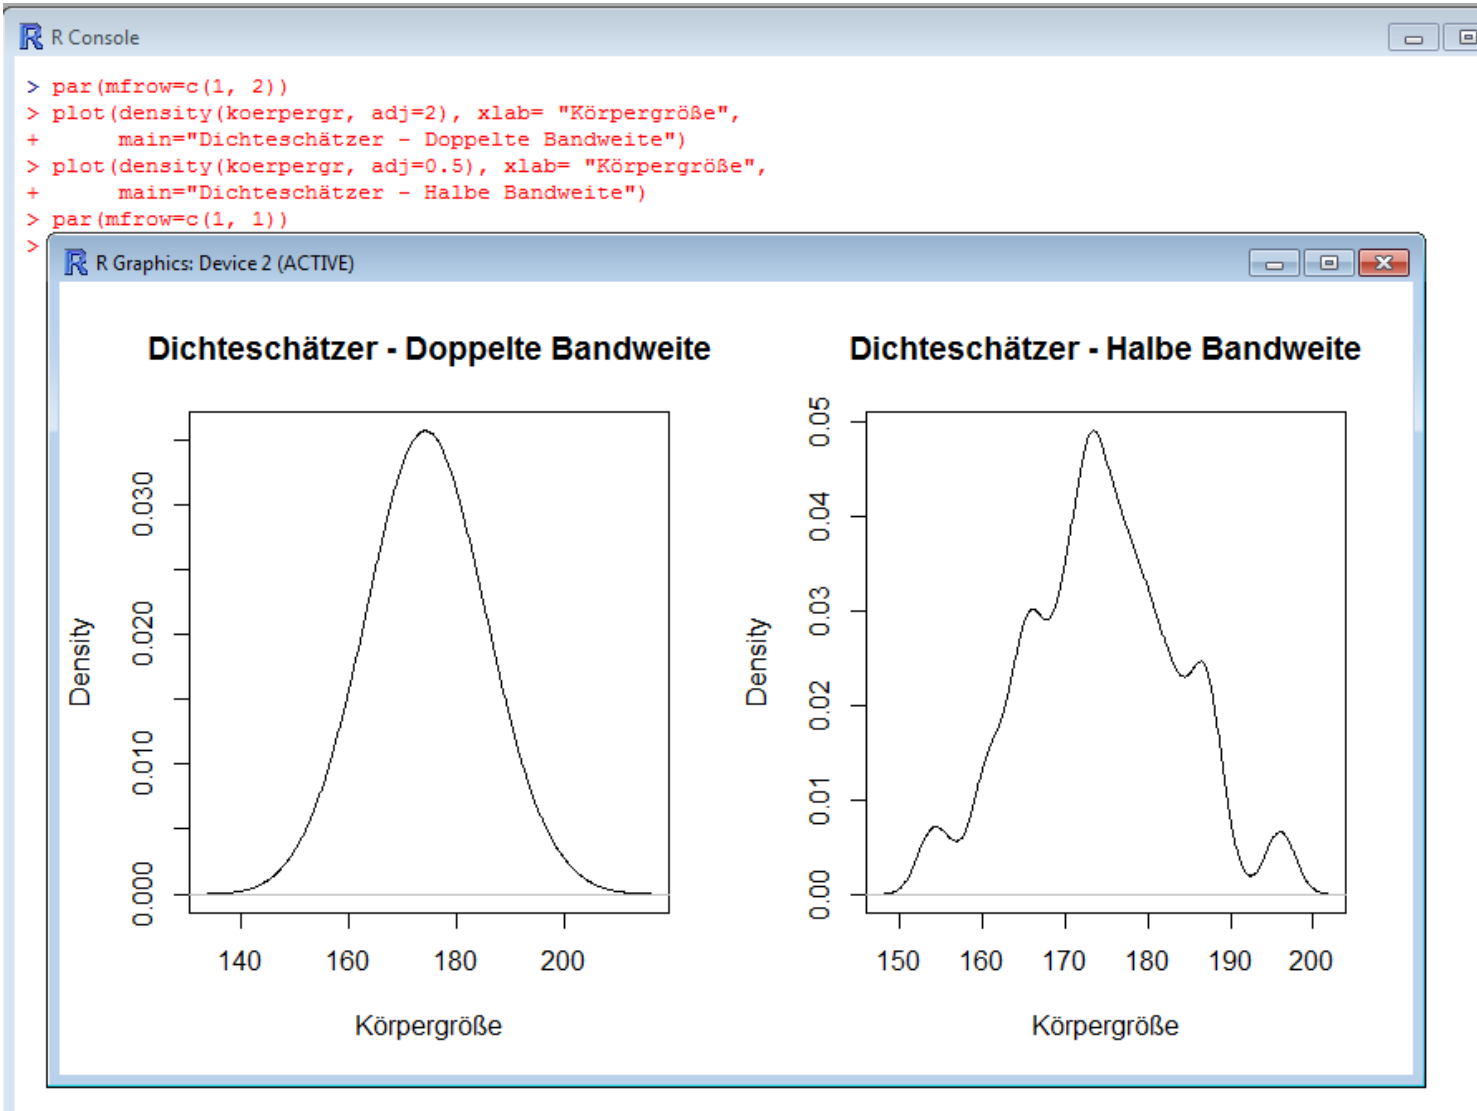 R Console
> par(mfrow=c(1, 2))
> plot(density(koerpergr, adj=2), xlab= "Körpergröße",
+      main="Dichteschätzer - Doppelte Bandweite")
> plot(density(koerpergr, adj=0.5), xlab= "Körpergröße",
+      main="Dichteschätzer - Halbe Bandweite")
> par(mfrow=c(1, 1))
>
R Graphics: Device 2 (ACTIVE)
Dichteschätzer - Doppelte Bandweite
Density
0.030
0.020
0.010
0.000
140 160 180 200
Körpergröße
Dichteschätzer - Halbe Bandweite
Density
0.05
0.04
0.03
0.02
0.01
0.00
150 160 170 180 190 200
Körpergröße